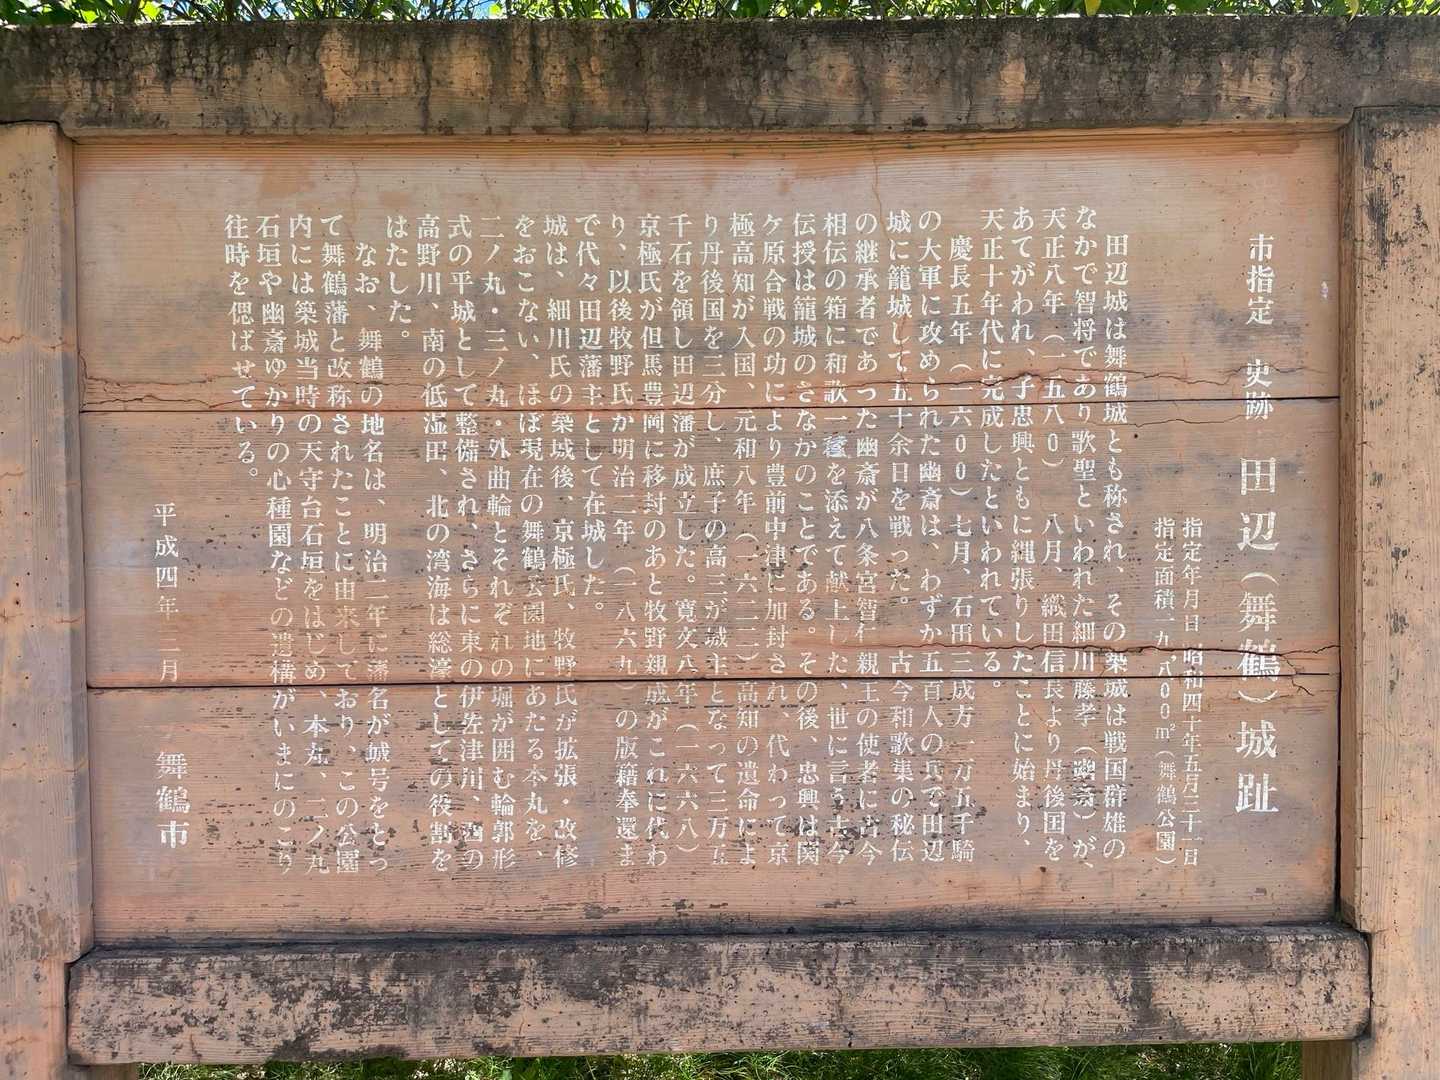 市指定 史跡 田辺(舞鶴)城趾
指定年月日 昭和四十年五月三十一日
指定面積一九、八〇〇㎡(舞鶴公園)
田辺城は舞鶴城とも称され、その築城は戦国群雄の
なかで智将であり歌聖といわれた細川藤孝(幽斎)が、
天正八年(一五八〇)八月、織田信長より丹後国を
あてがわれ、子忠興ともに縄張りしたことに始まり、
天正十年代に完成したといわれている。
慶長五年(一六〇〇)七月、石田三成方一万五千騎
の大軍に攻められた幽斎は、わずか五百人の兵で田辺
城に籠城して五十余日を戦った。古今和歌集の秘伝
の継承者であった幽斎が八条宮智仁親王の使者に古今
相伝の箱に和歌一首を添えて献上した、世に言う古今
伝授は籠城のさなかのことである。その後、忠興は関
ケ原合戦の功により豊前中津に加封され、代わって京
極高知が入国、元和八年(一六二二)高知の遺命によ
り丹後国を三分し、庶子の高三が城主となって三万五
千石を領し田辺藩が成立した。寛文八年(一六六八)
京極氏が但馬豊岡に移封のあと牧野親成がこれに代わ
り、以後牧野氏が明治二年(一八六九)の版籍奉還ま
で代々田辺藩主として在城した。
城は、細川氏の築城後、京極氏、牧野氏が拡張・改修
をおこない、ほぼ現在の舞鶴公園地にあたる本丸を、
二ノ丸・三ノ丸・外曲輪とそれぞれの堀が囲む輪郭形
式の平城として整備され、さらに東の伊佐津川、西の
高野川、南の低湿田、北の湾海は総濠としての役割を
はたした。
なお、舞鶴の地名は、明治二年に藩名が城号をとっ
て舞鶴藩と改称されたことに由来しており、この公園
内には築城当時の天守台石垣をはじめ、本丸、二ノ丸
石垣や幽斎ゆかりの心種園などの遺構がいまにのこり
往時を偲ばせている。
平成四年三月 舞鶴市